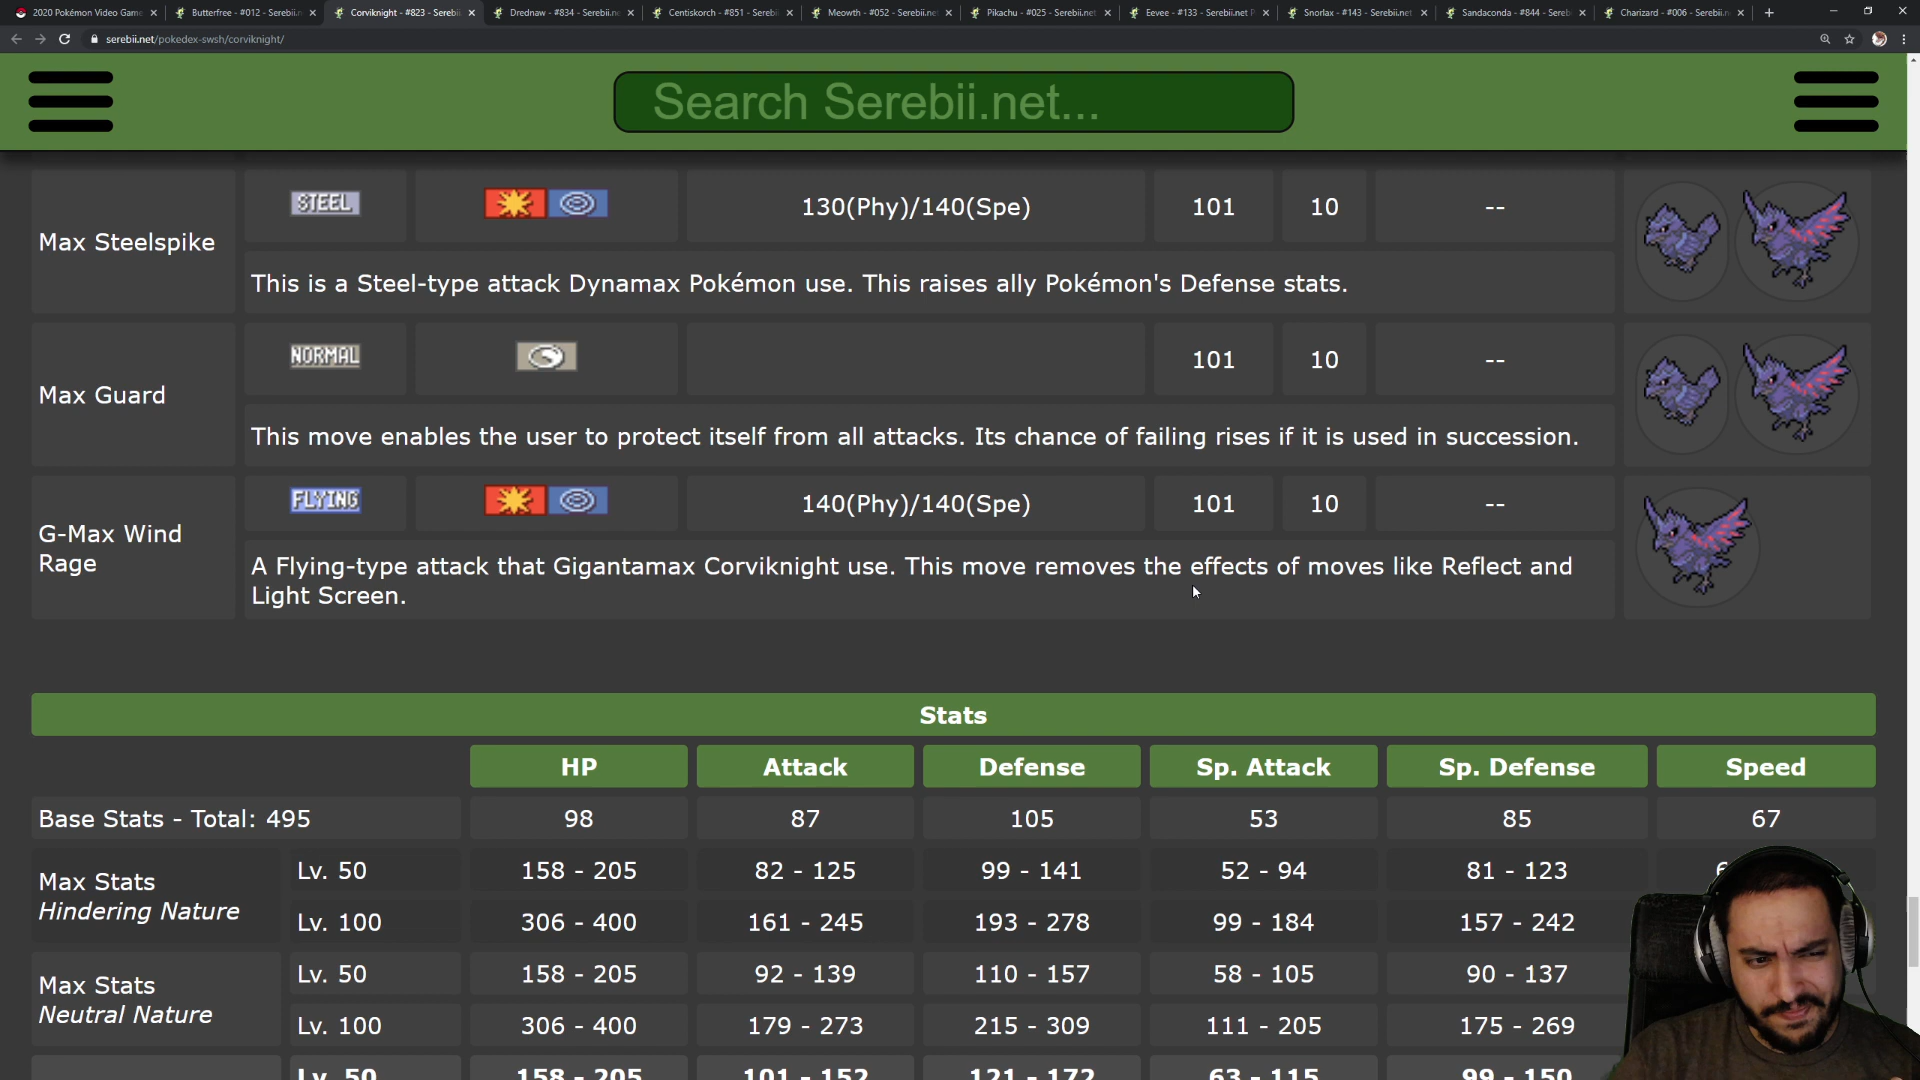 2020 Pokémon Video Game
Butterfree - #012 - Serebii.n
Corviknight - #823 - Serebii
Drednaw - #834 - Serebii.n
Centiskorch - #851 - Serebii
Meowth - #052 - Serebii.ne
Pikachu - #025 - Serebii.net
Eevee - #133 - Serebii.net P
Snorlax - #143 - Serebii.net
Sandaconda - #844 - Sereb
Charizard - #006 - Serebii.n
serebii.net/pokedex-swsh/corviknight/
Search Serebii.net...
Max Steelspike
STEEL
130(Phy)/140(Spe)
101
10
--
This is a Steel-type attack Dynamax Pokémon use. This raises ally Pokémon's Defense stats.
Max Guard
NORMAL
101
10
--
This move enables the user to protect itself from all attacks. Its chance of failing rises if it is used in succession.
G-Max Wind
Rage
FLYING
140(Phy)/140(Spe)
101
10
--
A Flying-type attack that Gigantamax Corviknight use. This move removes the effects of moves like Reflect and
Light Screen.
Stats
HP Attack Defense Sp. Attack Sp. Defense Speed
Base Stats - Total: 495 98 87 105 53 85 67
Max Stats
Hindering Nature
Lv. 50 158 - 205 82 - 125 99 - 141 52 - 94 81 - 123
Lv. 100 306 - 400 161 - 245 193 - 278 99 - 184 157 - 242
Max Stats
Neutral Nature
Lv. 50 158 - 205 92 - 139 110 - 157 58 - 105 90 - 137
Lv. 100 306 - 400 179 - 273 215 - 309 111 - 205 175 - 269
Lv. 50 158 - 205 101 - 152 121 - 172 63 - 115 99 - 150